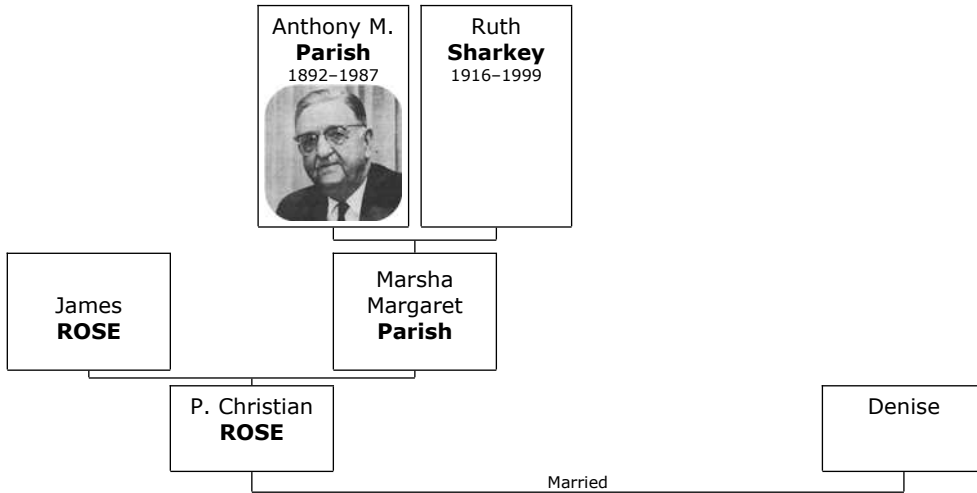 Anthony M.
Parish
1892–1987
Ruth
Sharkey
1916–1999
James
ROSE
Marsha
Margaret
Parish
P. Christian
ROSE
Denise
Married